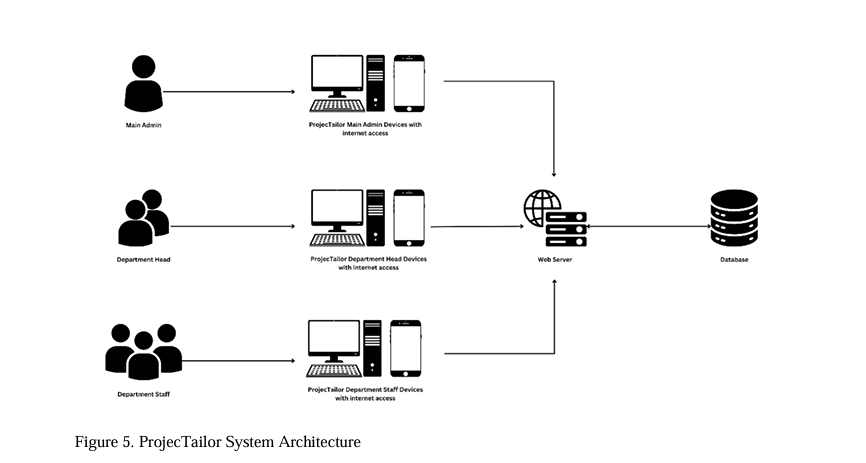 Main Admin
ProjecTailor Main Admin Devices with
internet access
Department Head
ProjecTailor Department Head Devices
with internet access
Web Server
Database
Department Staff
ProjecTailor Department Staff Devices
with internet access
Figure 5. ProjecTailor System Architecture